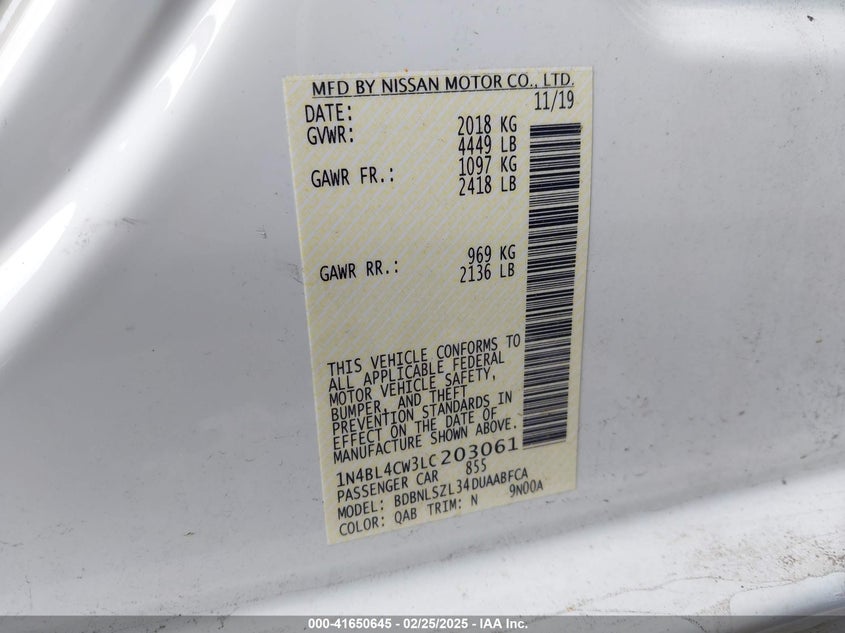 MFD BY NISSAN MOTOR CO., LTD.
DATE: 11/19
GVWR: 2018 KG
4449 LB
GAWR FR.: 1097 KG
2418 LB
GAWR RR.: 969 KG
2136 LB
THIS VEHICLE CONFORMS TO
ALL APPLICABLE FEDERAL
MOTOR VEHICLE SAFETY,
BUMPER, AND THEFT
PREVENTION STANDARDS IN
EFFECT ON THE DATE OF
MANUFACTURE SHOWN ABOVE.
1N4BL4CW3LC203061
PASSENGER CAR 855
MODEL: BDBNLSZL34DUAABFCA
COLOR: QAB TRIM: N 9N00A
000-41650645 - 02/25/2025 - IAA Inc.